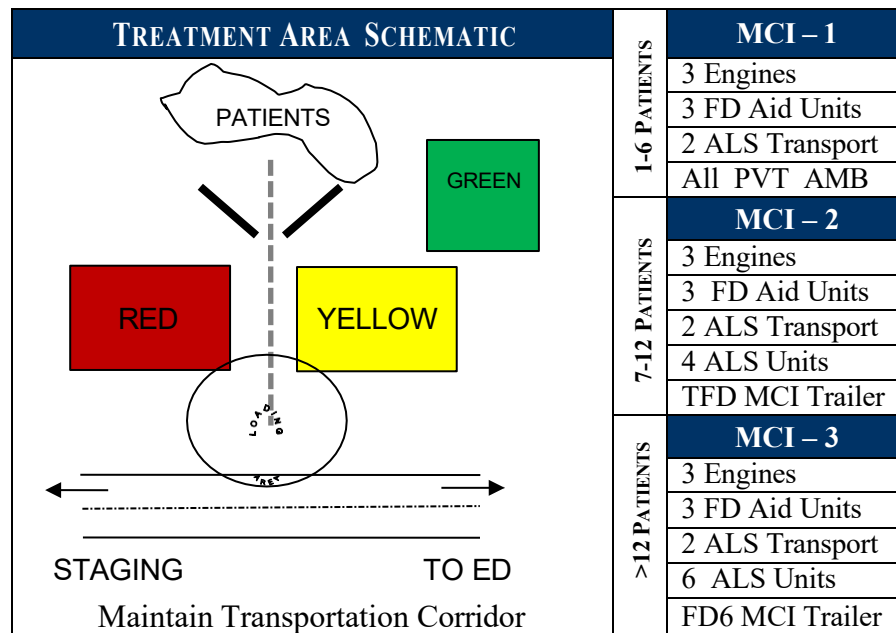 TREATMENT AREA SCHEMATIC
PATIENTS
GREEN
RED
YELLOW
LOADING
AREA
STAGING
TO ED
Maintain Transportation Corridor
1-6 PATIENTS
MCI – 1
3 Engines
3 FD Aid Units
2 ALS Transport
All PVT AMB
7-12 PATIENTS
MCI – 2
3 Engines
3 FD Aid Units
2 ALS Transport
4 ALS Units
TFD MCI Trailer
>12 PATIENTS
MCI – 3
3 Engines
3 FD Aid Units
2 ALS Transport
6 ALS Units
FD6 MCI Trailer